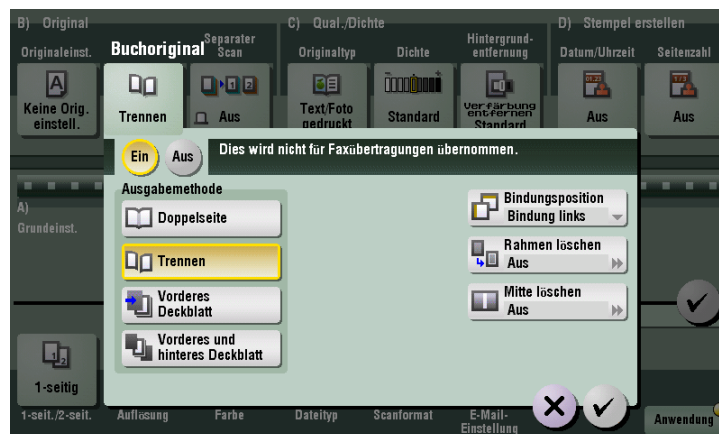 B) Original
C) Qual./Dichte
D) Stempel erstellen
Originaleinst.
Buchoriginal
Separater
Scan
Originaltyp
Dichte
Hintergrund-
entfernung
Datum/Uhrzeit
Seitenzahl
Keine Orig.
einstell.
Trennen
Aus
Text/Foto
gedruckt
Standard
Verfärbung
entfernen
Standard
Aus
Aus
Ein
Aus
Dies wird nicht für Faxübertragungen übernommen.
A)
Grundeinst.
Ausgabemethode
Doppelseite
Trennen
Vorderes
Deckblatt
Vorderes und
hinteres Deckblatt
Bindungsposition
Bindung links
Rahmen löschen
Aus
Mitte löschen
Aus
1-seitig
1-seit./2-seit.
Auflösung
Farbe
Dateityp
Scanformat
E-Mail-
Einstellung
Anwendung